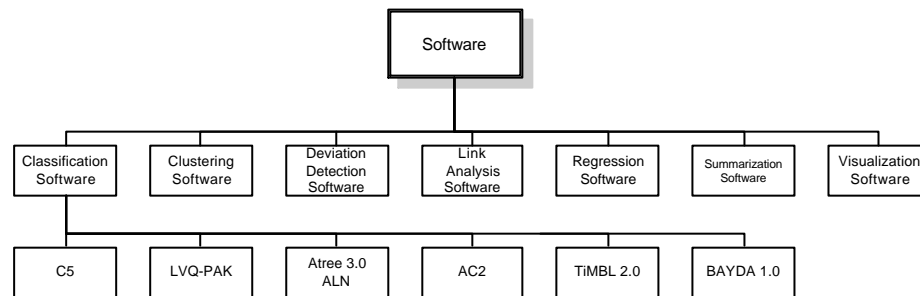 Software
Classification
Software
Clustering
Software
Deviation
Detection
Software
Link
Analysis
Software
Regression
Software
Summarization
Software
Visualization
Software
C5
LVQ-PAK
Atree 3.0
ALN
AC2
TiMBL 2.0
BAYDA 1.0